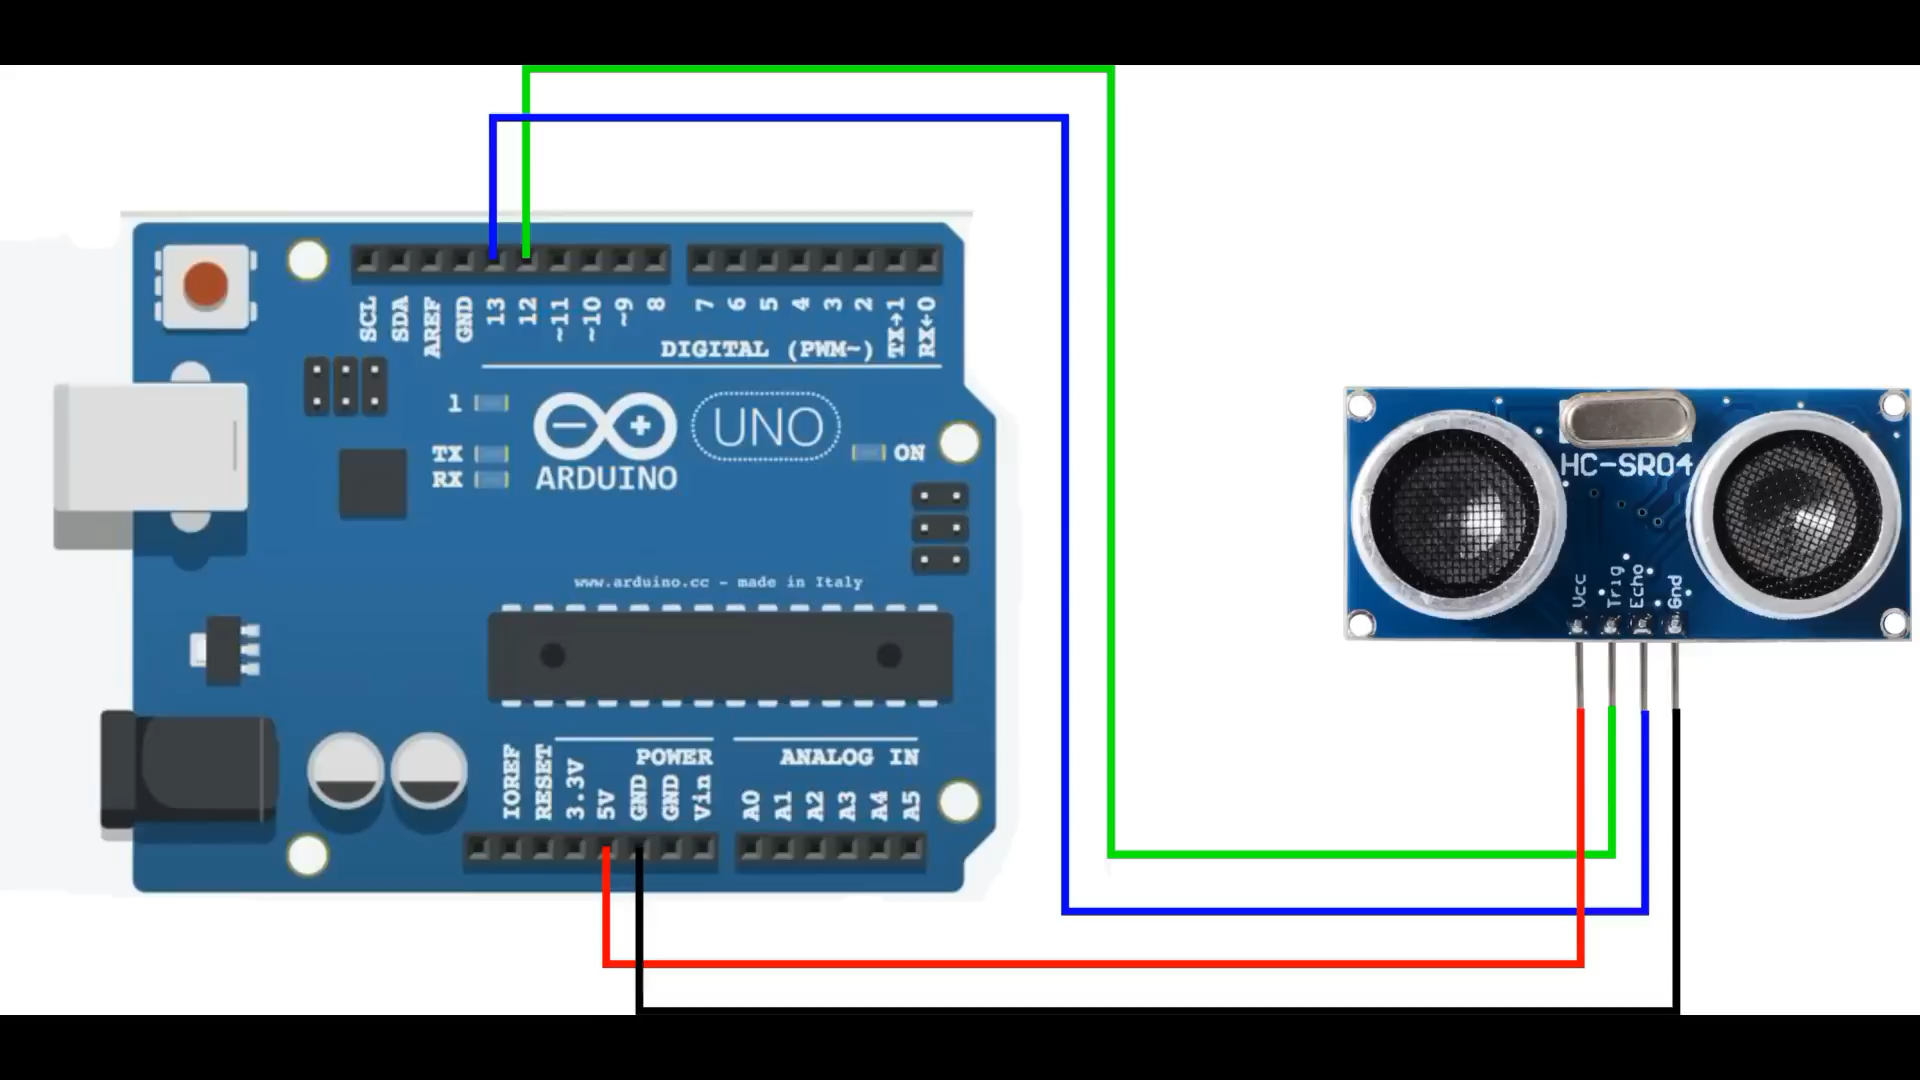 SCL SDA AREF GND 13 12 ~11 ~10 ~9 8 7 6 5 4 3 2 TX→1 RX←0
DIGITAL (PWM~)
1
TX
RX
UNO
ARDUINO
ON
www.arduino.cc - made in Italy
POWER
ANALOG IN
IOREF RESET 3.3V 5V GND GND Vin A0 A1 A2 A3 A4 A5
HC-SR04
Vcc Trig Echo Gnd